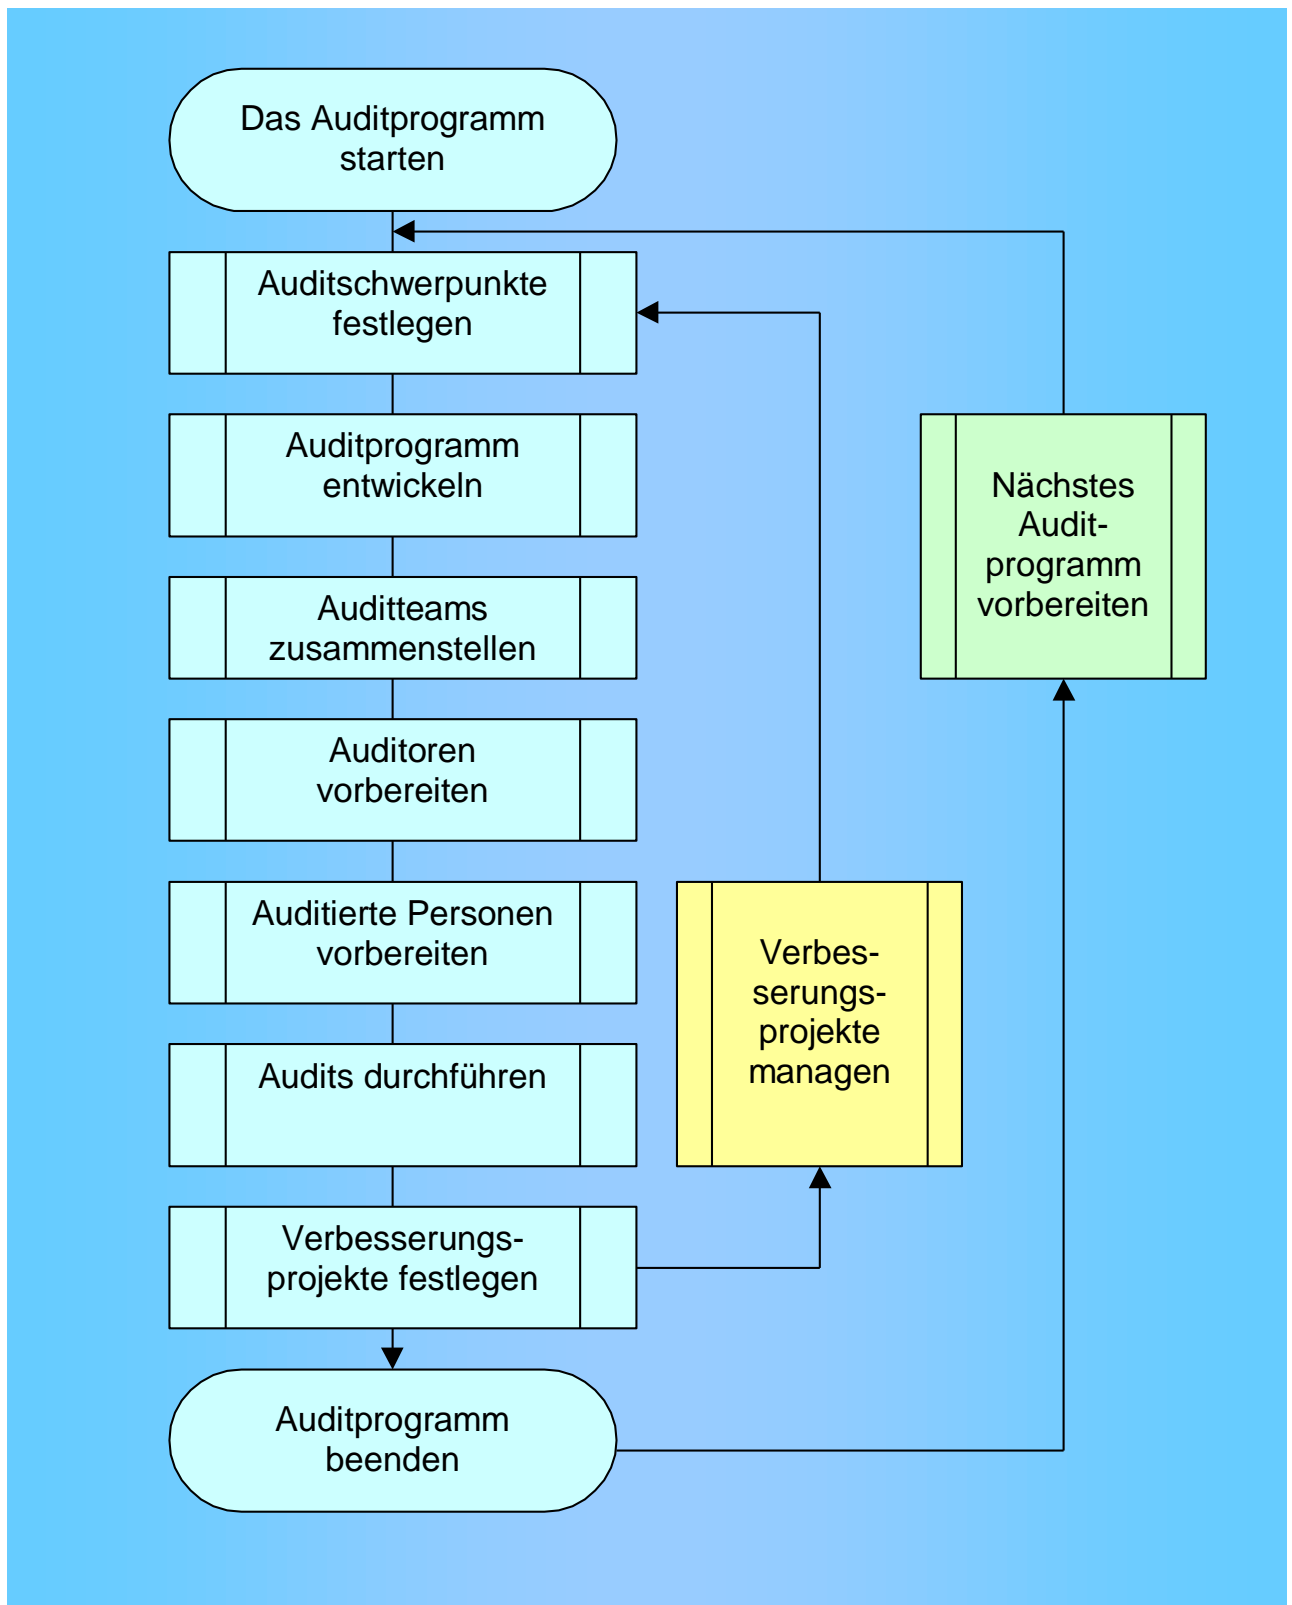 Das Auditprogramm
starten
Auditschwerpunkte
festlegen
Auditprogramm
entwickeln
Auditteams
zusammenstellen
Auditoren
vorbereiten
Auditierte Personen
vorbereiten
Audits durchführen
Verbesserungs-
projekte festlegen
Auditprogramm
beenden
Verbes-
serungs-
projekte
managen
Nächstes
Audit-
programm
vorbereiten